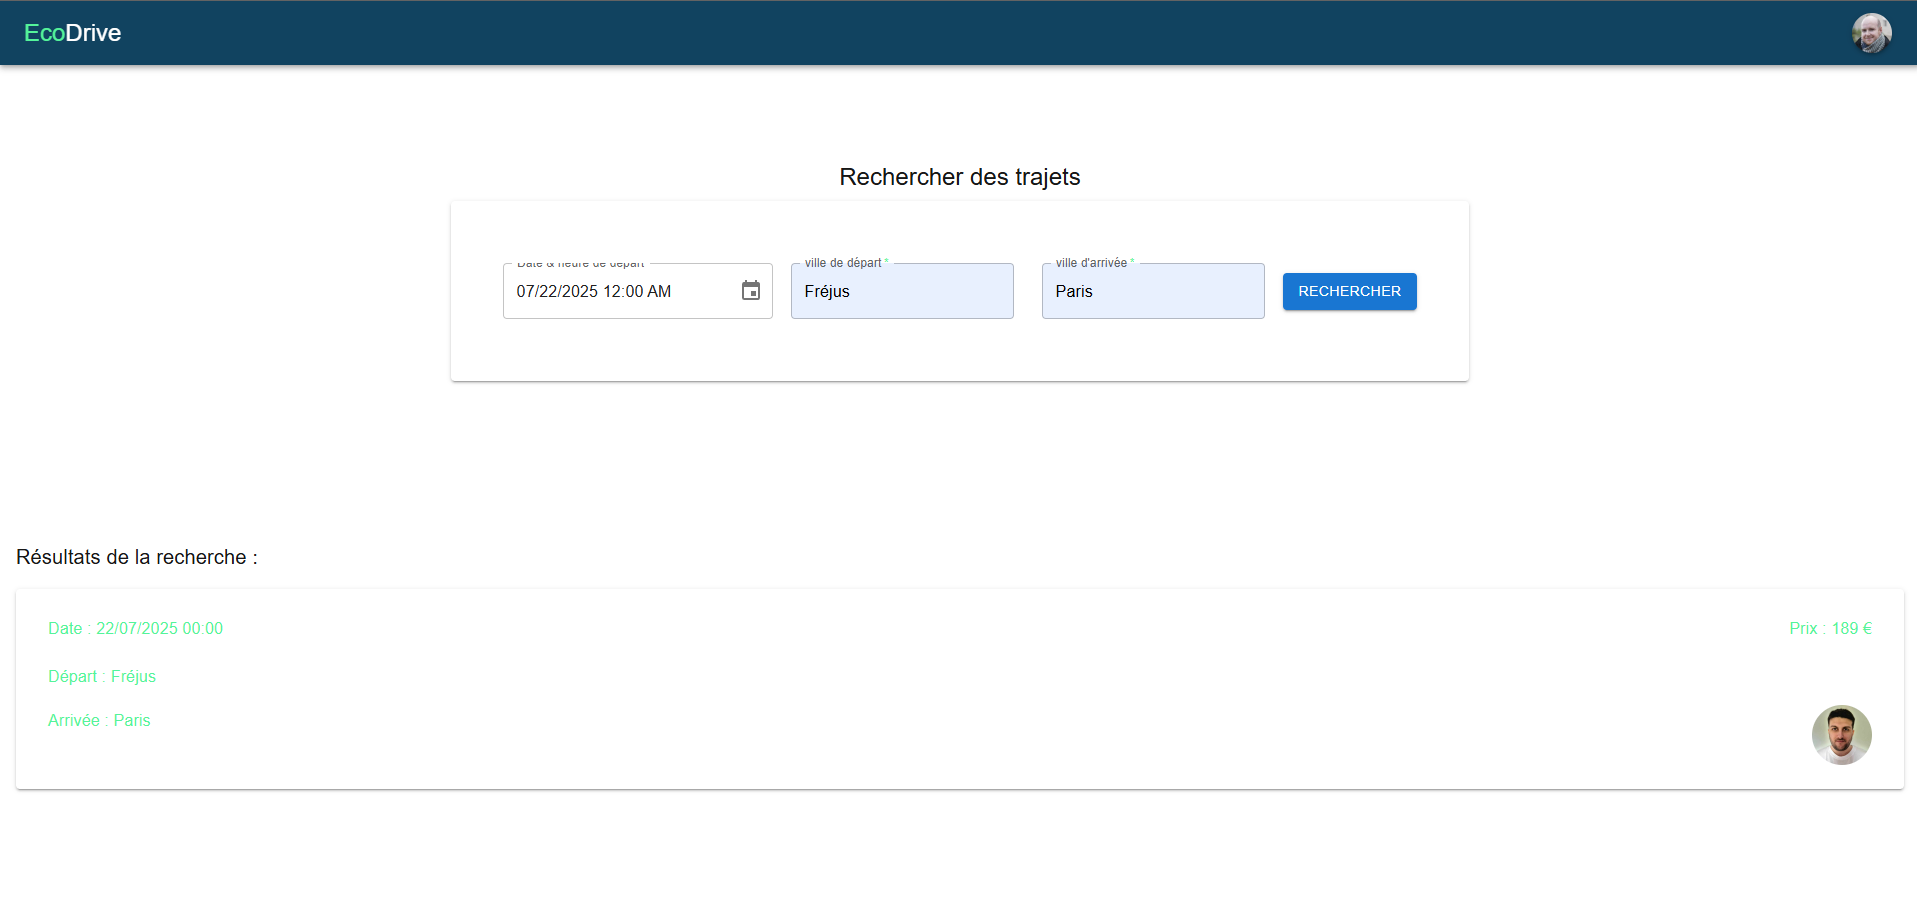 EcoDrive
Rechercher des trajets
Date & heure de départ
ville de départ *
ville d'arrivée *
07/22/2025 12:00 AM
Fréjus
Paris
RECHERCHER
Résultats de la recherche :
Date : 22/07/2025 00:00
Prix : 189 €
Départ : Fréjus
Arrivée : Paris